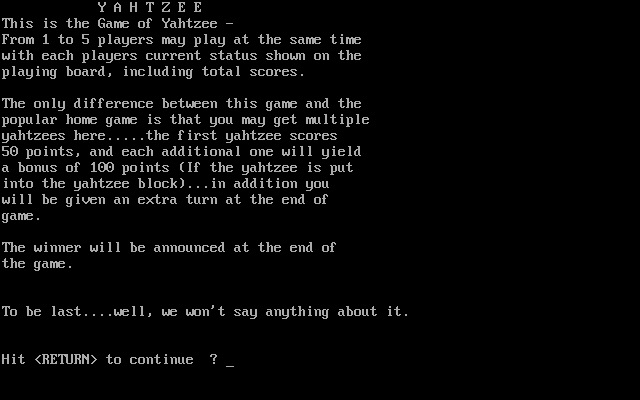 Y A H T Z E E
This is the Game of Yahtzee -
From 1 to 5 players may play at the same time
with each players current status shown on the
playing board, including total scores.
The only difference between this game and the
popular home game is that you may get multiple
yahtzees here.....the first yahtzee scores
50 points, and each additional one will yield
a bonus of 100 points (If the yahtzee is put
into the yahtzee block)...in addition you
will be given an extra turn at the end of
game.
The winner will be announced at the end of
the game.
To be last....well, we won't say anything about it.
Hit <RETURN> to continue  ? _